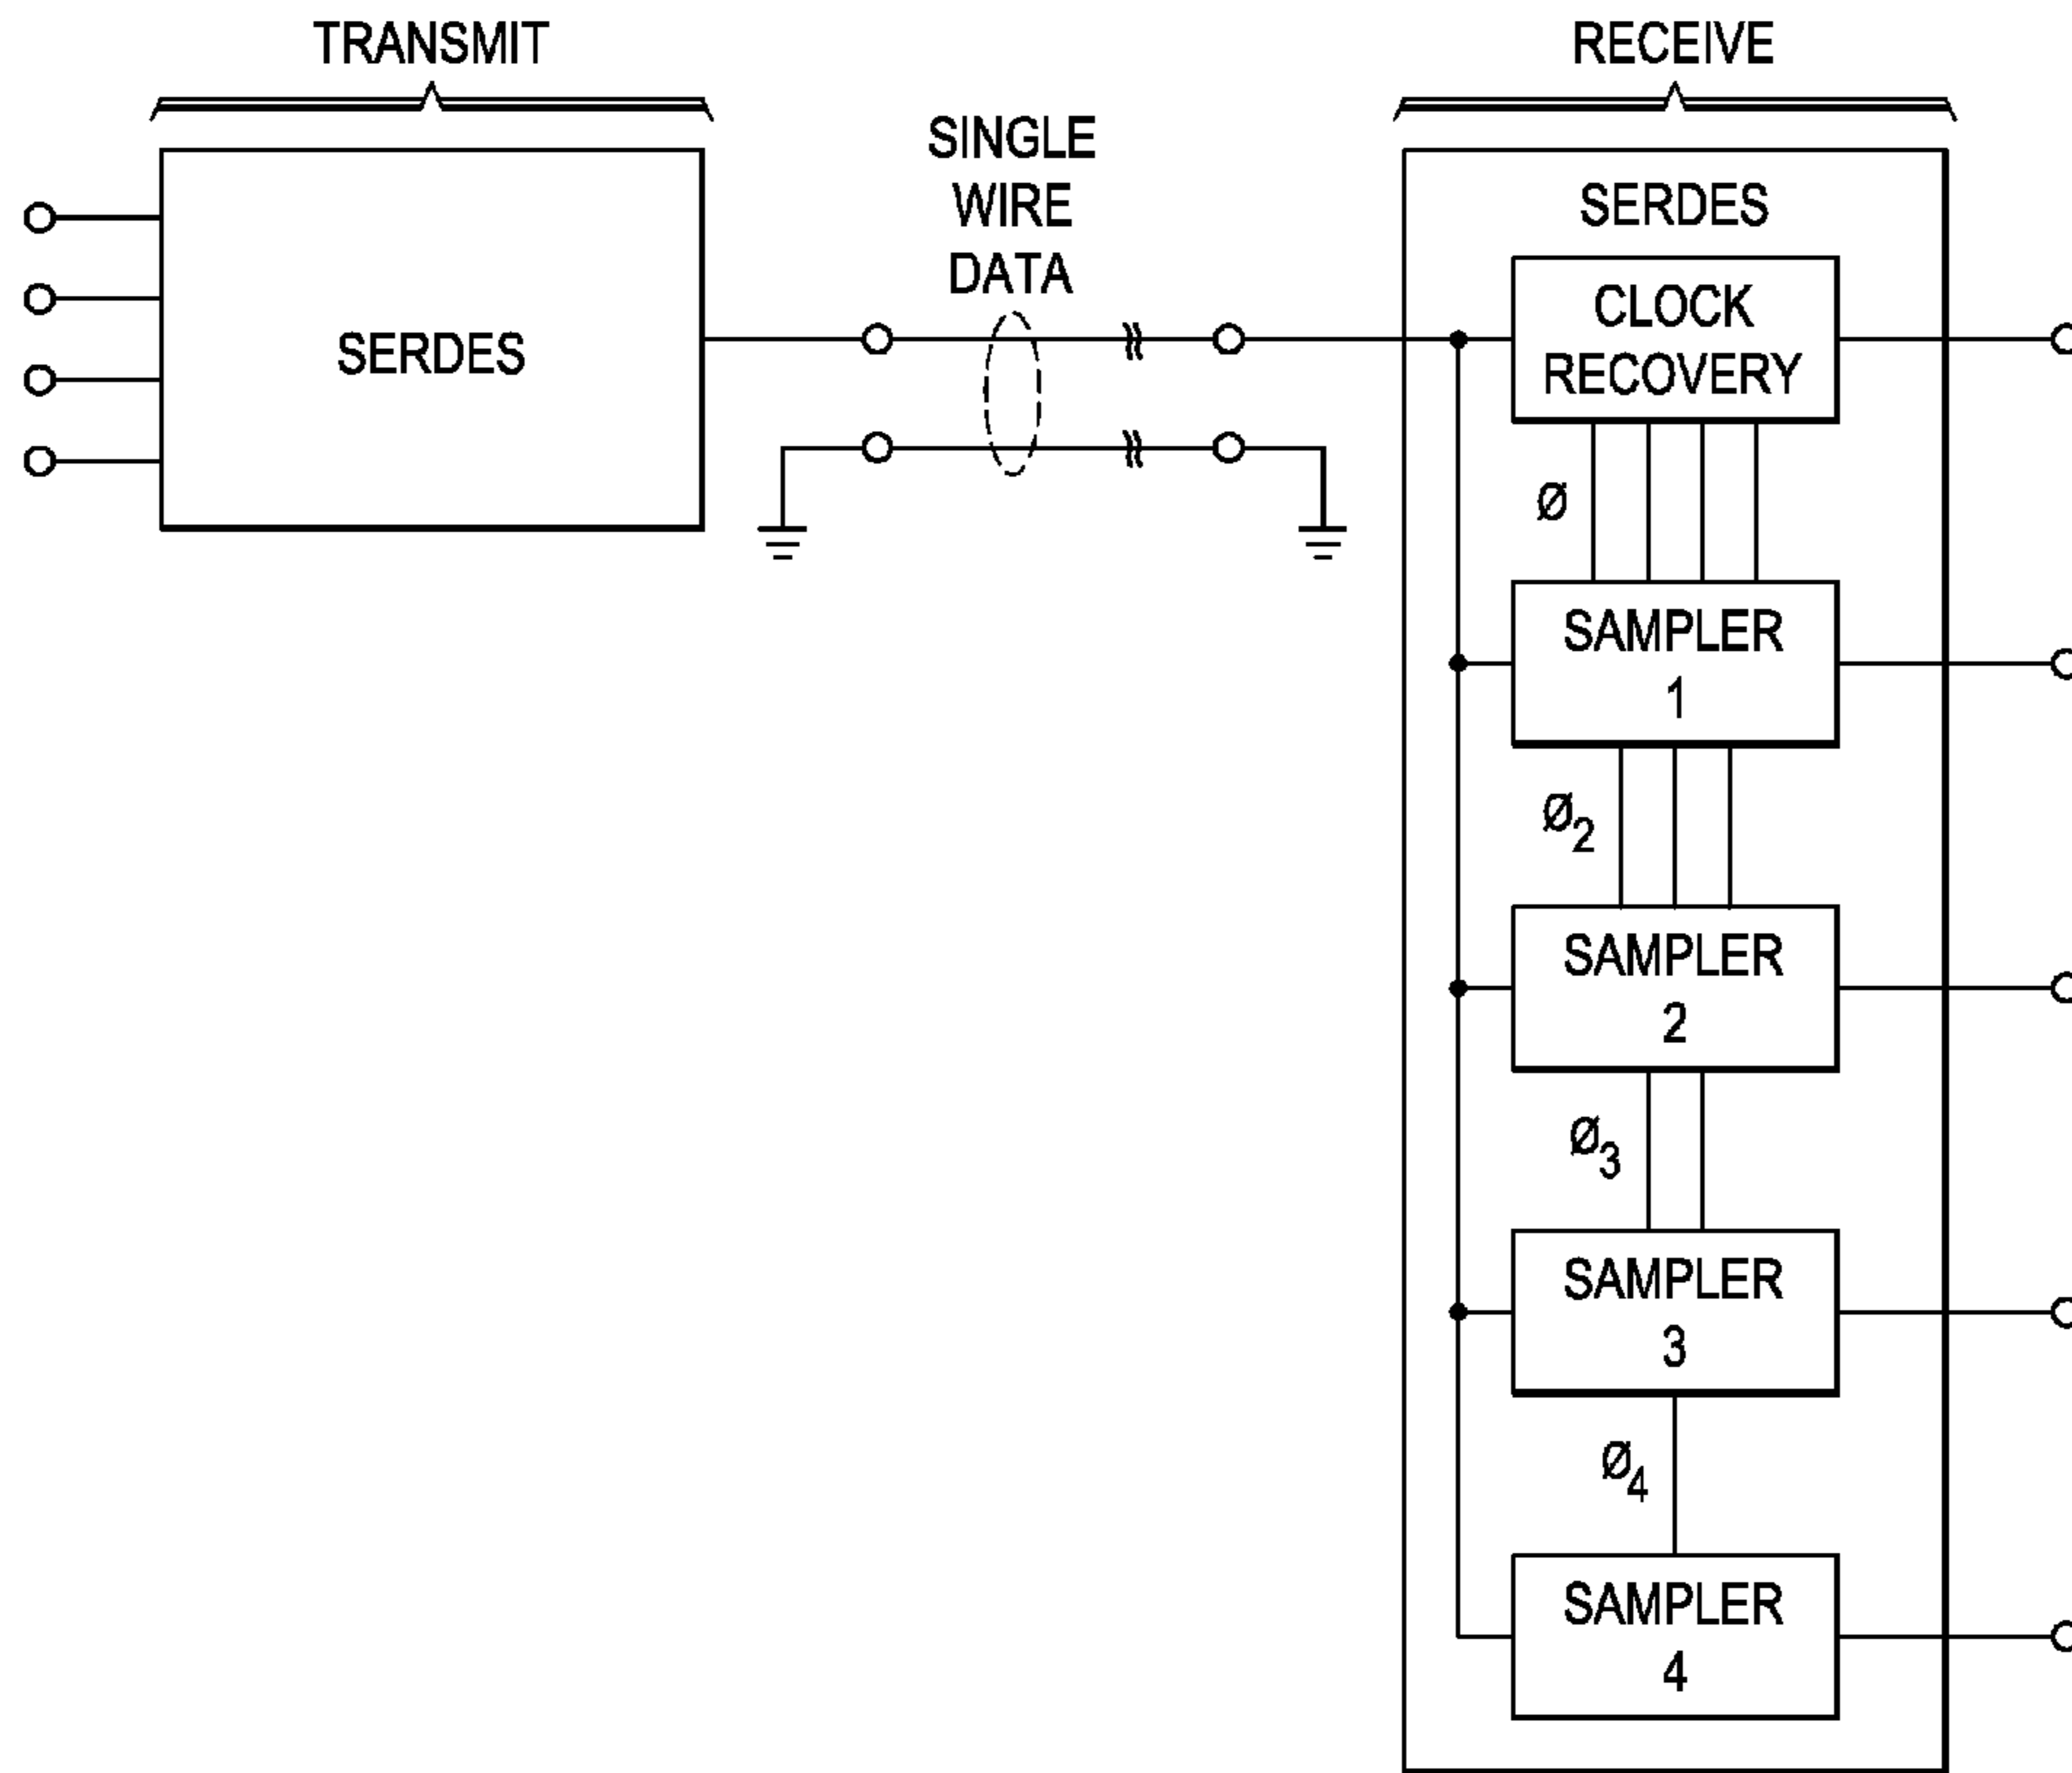 TRANSMIT
SERDES
SINGLE
WIRE
DATA
RECEIVE
SERDES
CLOCK
RECOVERY
Ø
SAMPLER
1
Ø2
SAMPLER
2
Ø3
SAMPLER
3
Ø4
SAMPLER
4